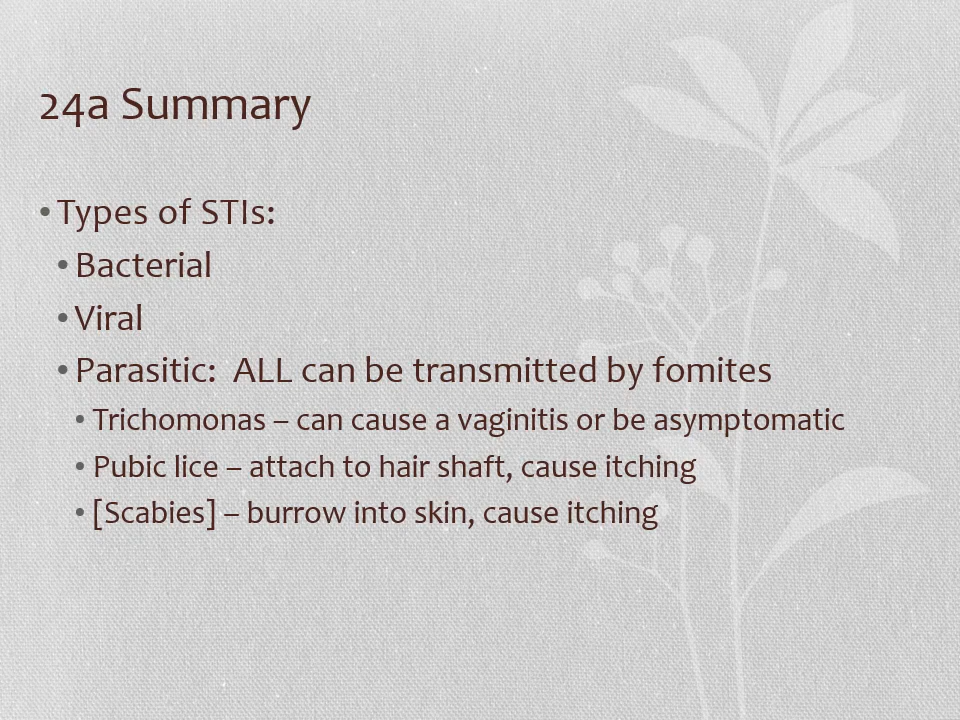 24a Summary
• Types of STIs:
• Bacterial
• Viral
• Parasitic:  ALL can be transmitted by fomites
• Trichomonas – can cause a vaginitis or be asymptomatic
• Pubic lice – attach to hair shaft, cause itching
• [Scabies] – burrow into skin, cause itching